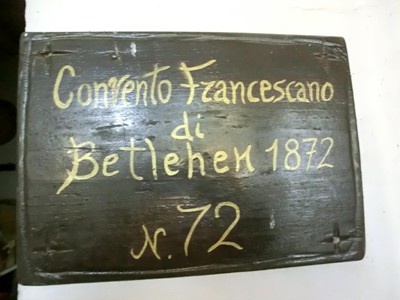 Convento Francescano
di
Betlehem 1872
N. 72